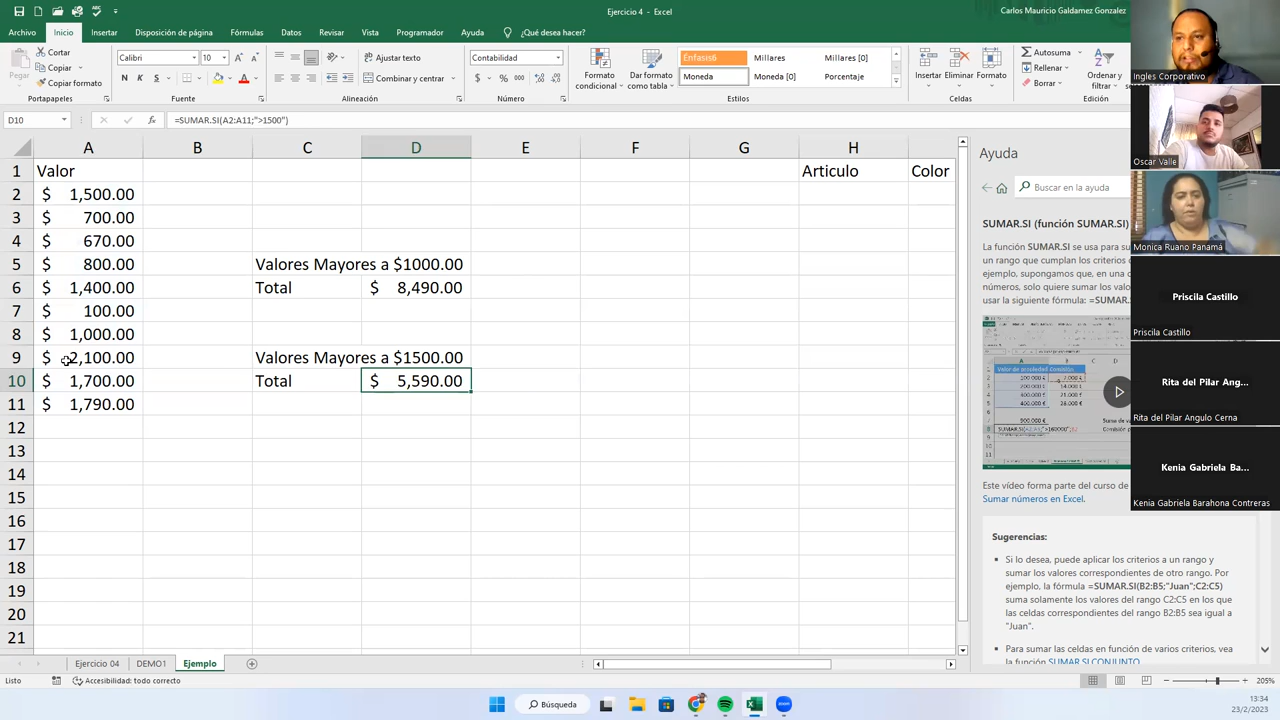 Ejercicio 4 - Excel
Carlos Mauricio Galdamez Gonzalez
Archivo Inicio Insertar Disposición de página Fórmulas Datos Revisar Vista Programador Ayuda ¿Qué desea hacer?
Pegar
Cortar
Copiar
Copiar formato
Portapapeles
Calibri 10
N K S
Fuente
Ajustar texto
Combinar y centrar
Alineación
Contabilidad
$ % 000
Número
Formato condicional
Dar formato como tabla
Énfasis6 Millares Millares [0]
Moneda Moneda [0] Porcentaje
Estilos
Insertar Eliminar Formato
Celdas
Autosuma
Rellenar
Borrar
Ordenar y filtrar
Edición
D10 fx =SUMAR.SI(A2:A11;">1500")
A B C D E F G H
1 Valor Articulo Color
2 $ 1,500.00
3 $ 700.00
4 $ 670.00
5 $ 800.00 Valores Mayores a $1000.00
6 $ 1,400.00 Total $ 8,490.00
7 $ 100.00
8 $ 1,000.00
9 $ 2,100.00 Valores Mayores a $1500.00
10 $ 1,700.00 Total $ 5,590.00
11 $ 1,790.00
12
13
14
15
16
17
18
19
20
21
Ejercicio 04 DEMO1 Ejemplo
Listo
Accesibilidad: todo correcto
205%
Ayuda
Buscar en la ayuda
SUMAR.SI (función SUMAR.SI)
La función SUMAR.SI se usa para su
un rango que cumplan los criterios
ejemplo, supongamos que, en una c
números, solo quiere sumar los valo
usar la siguiente fórmula: =SUMAR.
Este vídeo forma parte del curso de
Sumar números en Excel.
Sugerencias:
Si lo desea, puede aplicar los criterios a un rango y
sumar los valores correspondientes de otro rango. Por
ejemplo, la fórmula =SUMAR.SI(B2:B5;"Juan";C2:C5)
suma solamente los valores del rango C2:C5 en los que
las celdas correspondientes del rango B2:B5 sea igual a
"Juan".
Para sumar las celdas en función de varios criterios, vea
la función SUMAR.SI.CONJUNTO
Ingles Corporativo
Oscar Valle
Monica Ruano Panamá
Priscila Castillo
Priscila Castillo
Rita del Pilar Ang...
Rita del Pilar Angulo Cerna
Kenia Gabriela Ba...
Kenia Gabriela Barahona Contreras
Búsqueda
zoom
13:34
23/2/2023